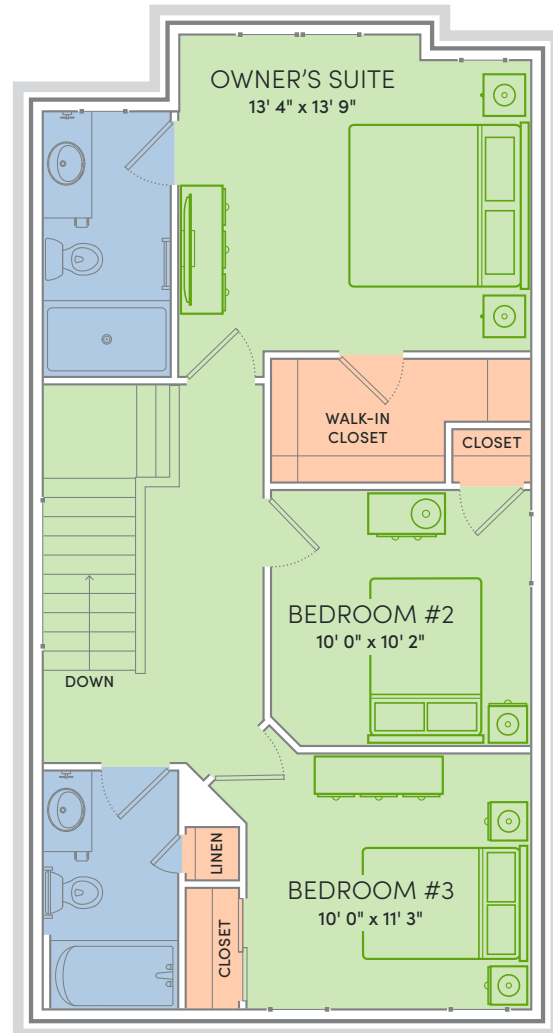 OWNER'S SUITE
13' 4" x 13' 9"
WALK-IN
CLOSET
CLOSET
BEDROOM #2
10' 0" x 10' 2"
DOWN
LINEN
BEDROOM #3
10' 0" x 11' 3"
CLOSET